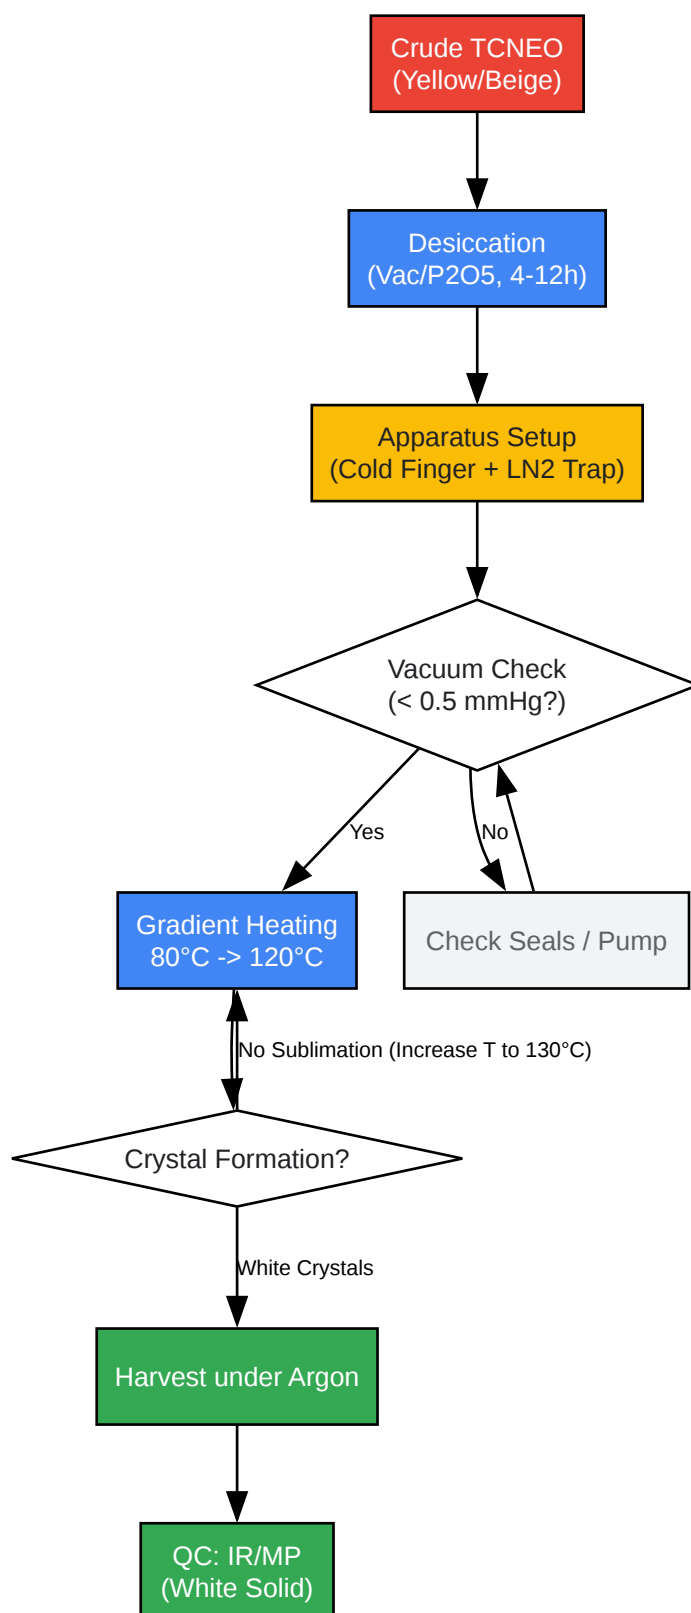 Crude TCNEO
(Yellow/Beige)
Desiccation
(Vac/P2O5, 4-12h)
Apparatus Setup
(Cold Finger + LN2 Trap)
Vacuum Check
(< 0.5 mmHg?)
Yes
No
Gradient Heating
80°C -> 120°C
Check Seals / Pump
No Sublimation (Increase T to 130°C)
Crystal Formation?
White Crystals
Harvest under Argon
QC: IR/MP
(White Solid)